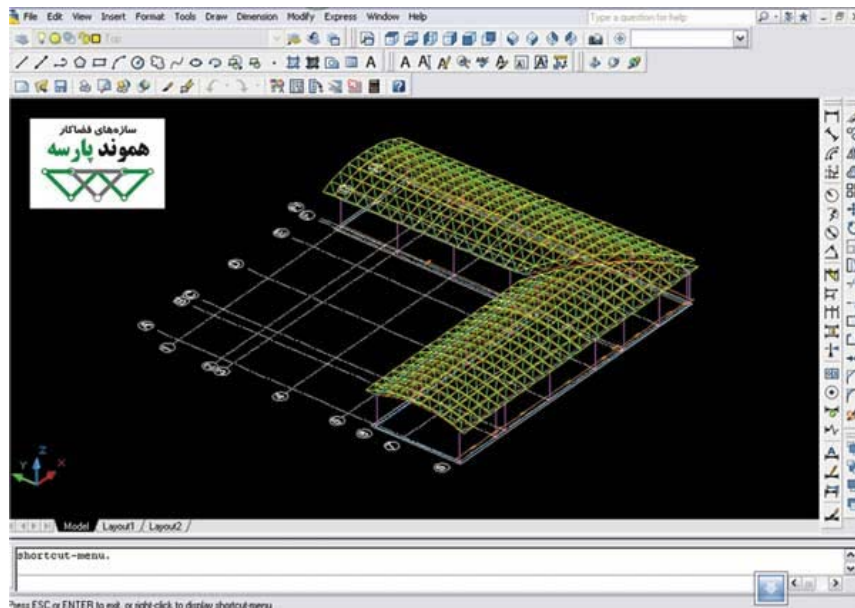 File Edit View Insert Format Tools Draw Dimension Modify Express Window Help
Type a question for help
Top
سازه‌های فضاکار
هموند پارسه
Z
Y
X
Model Layout1 Layout2
shortcut-menu.
Press ESC or ENTER to exit, or right-click to display shortcut-menu.